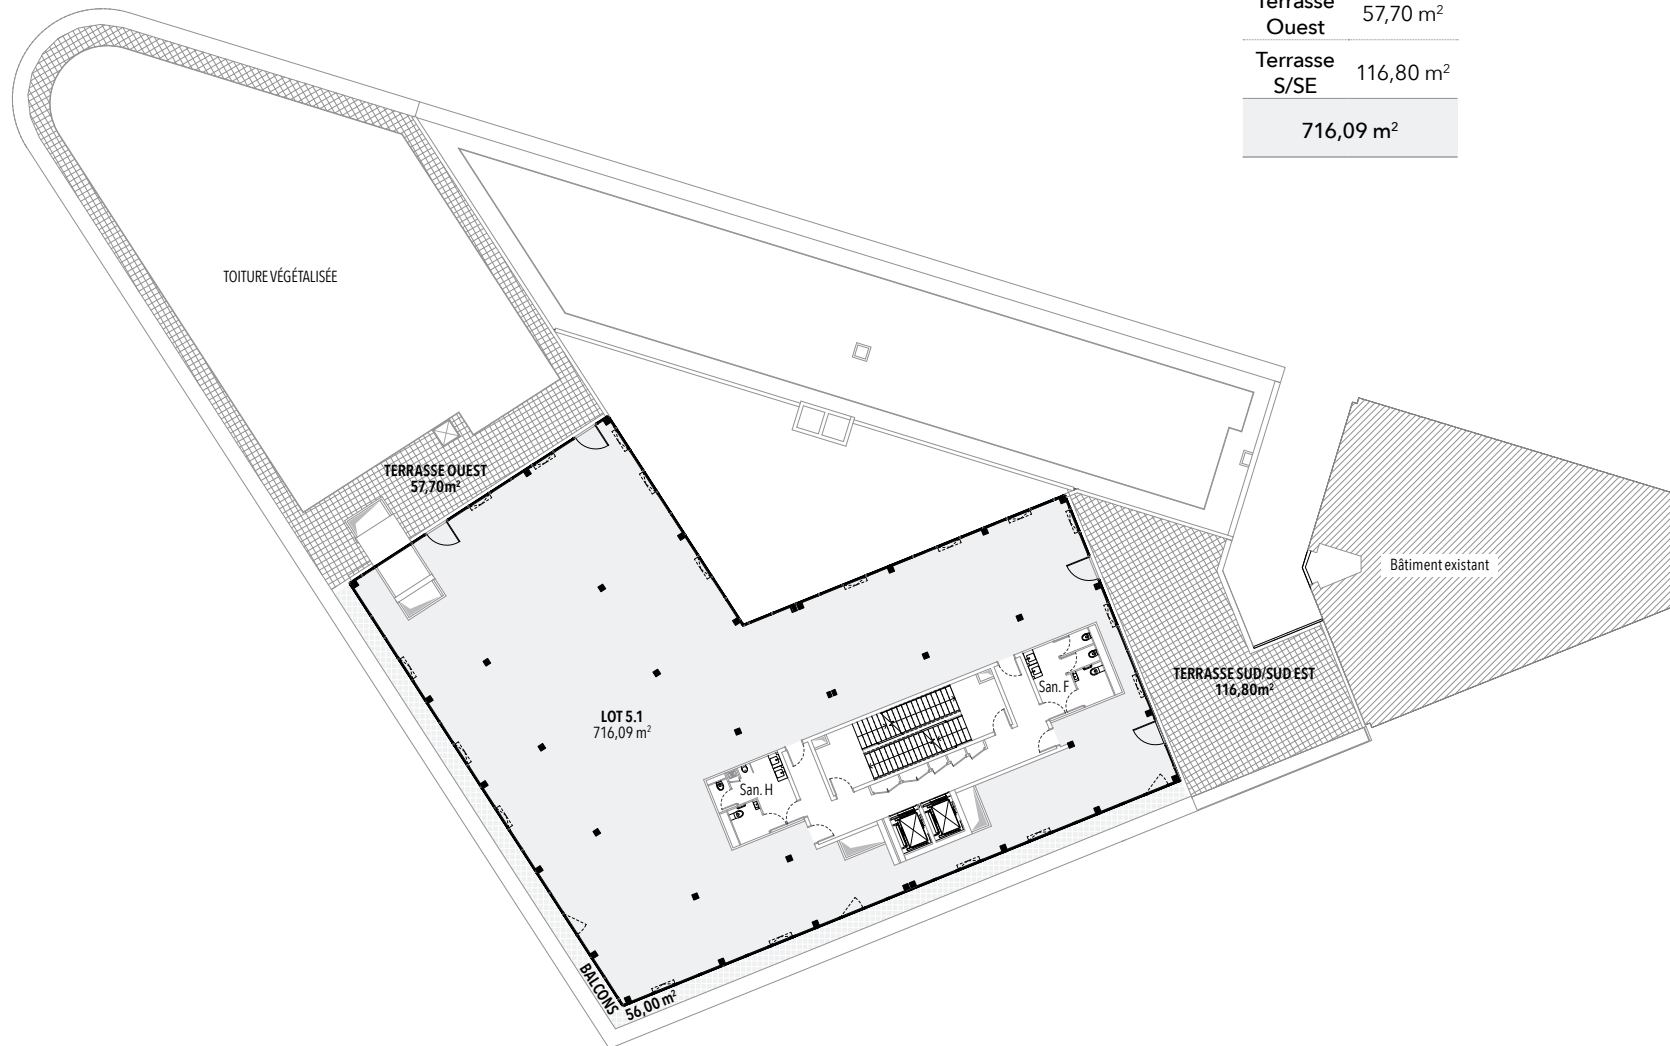 Terrasse
Ouest
57,70 m²
Terrasse
S/SE
116,80 m²
716,09 m²
TOITURE VÉGÉTALISÉE
TERRASSE OUEST
57,70m²
Bâtiment existant
TERRASSE SUD/SUD EST
116,80m²
San. F
LOT 5.1
716,09 m²
San. H
BALCONS
56,00 m²